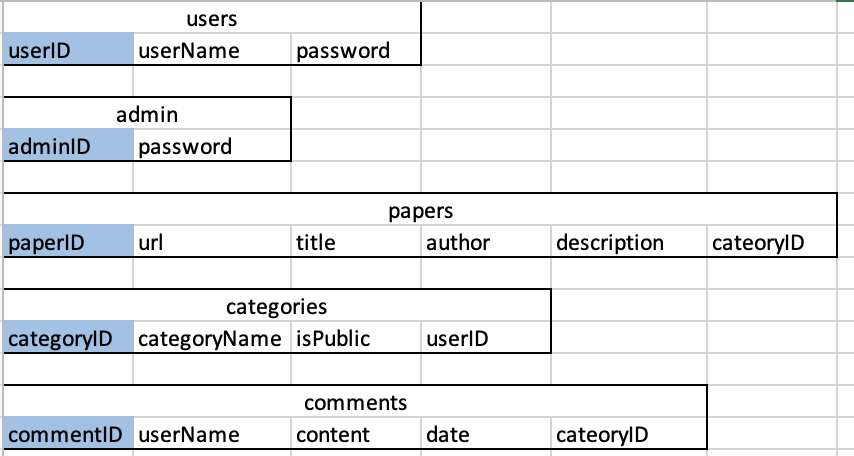 users
userID userName password
admin
adminID password
papers
paperID url title author description cateoryID
categories
categoryID categoryName isPublic userID
comments
commentID userName content date cateoryID